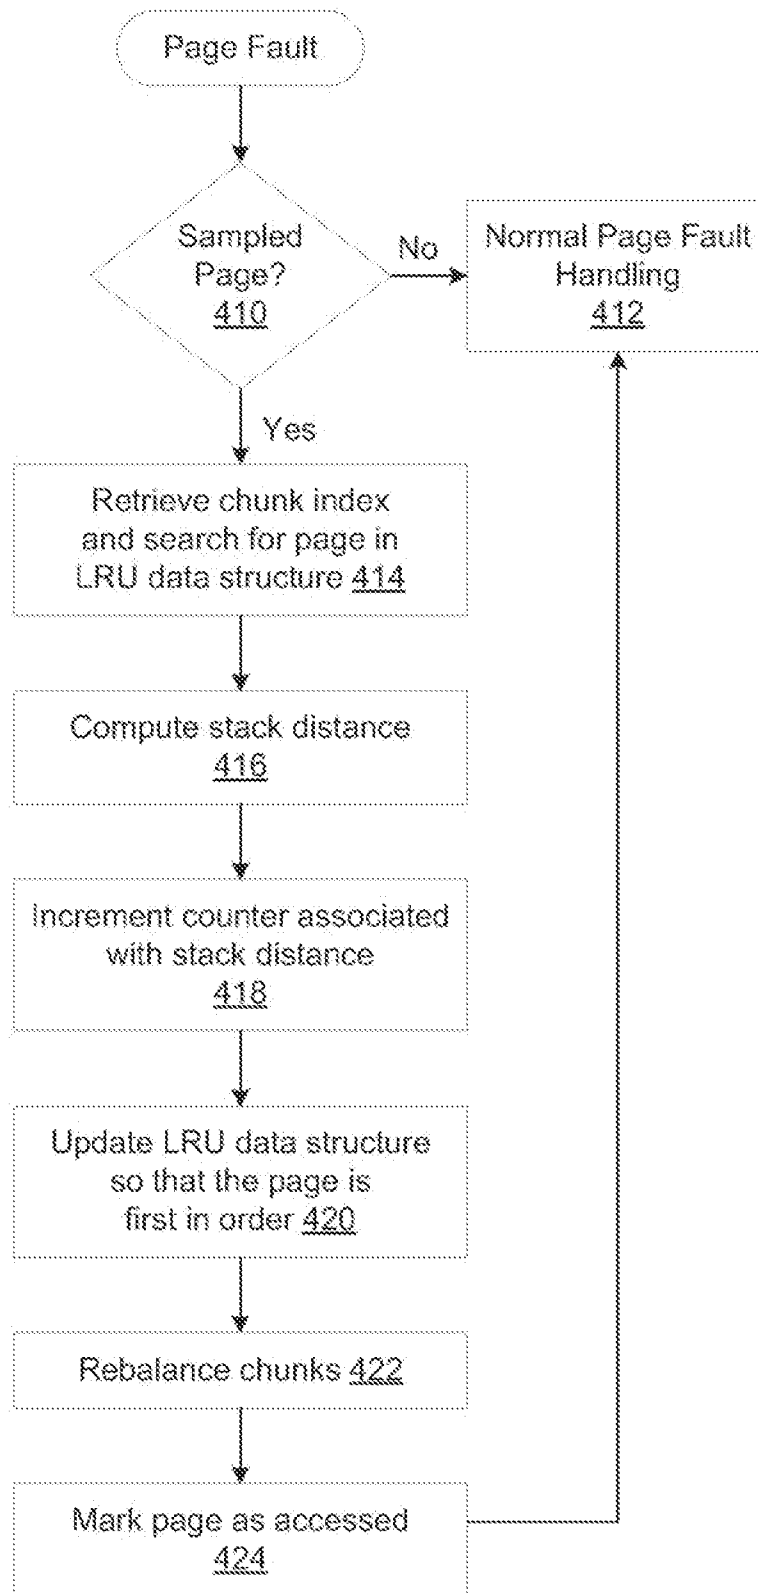 Page Fault
Sampled
Page?
410
No
Normal Page Fault
Handling
412
Yes
Retrieve chunk index
and search for page in
LRU data structure 414
Compute stack distance
416
Increment counter associated
with stack distance
418
Update LRU data structure
so that the page is
first in order 420
Rebalance chunks 422
Mark page as accessed
424